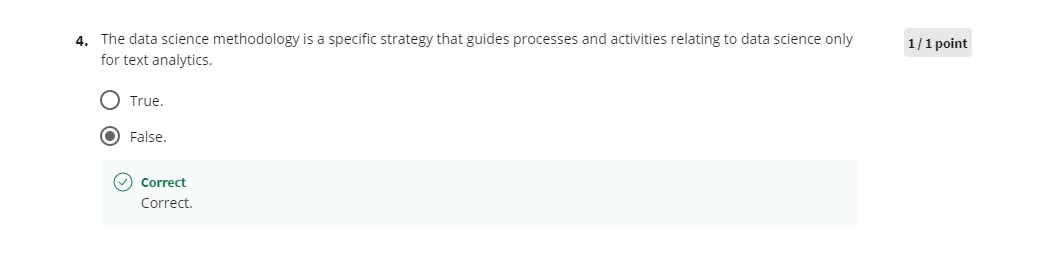 4. The data science methodology is a specific strategy that guides processes and activities relating to data science only
for text analytics.
1 / 1 point
True.
False.
Correct
Correct.